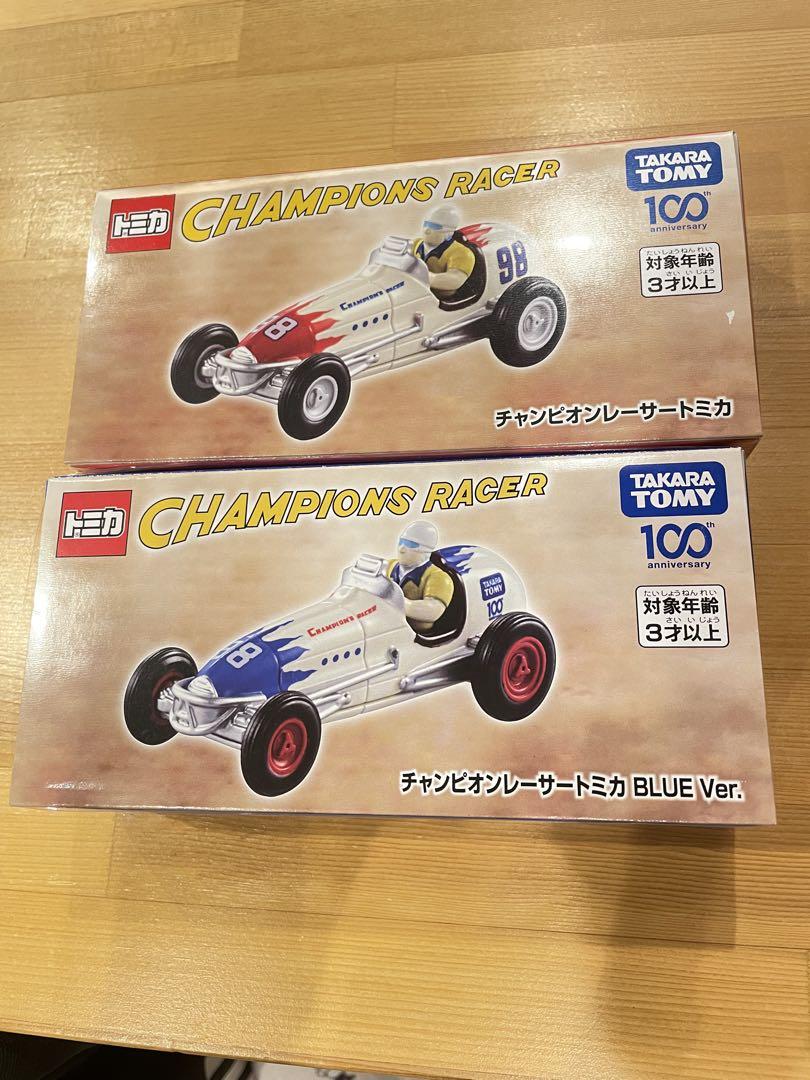 トミカ
CHAMPIONS RACER
TAKARA TOMY
100th
anniversary
たいしょうねんれい
対象年齢
さい いじょう
3才以上
98
CHAMPION'S RACER
98
チャンピオンレーサートミカ
トミカ
CHAMPIONS RACER
TAKARA TOMY
100th
anniversary
たいしょうねんれい
対象年齢
さい いじょう
3才以上
TAKARA
TOMY
100
CHAMPION'S RACER
98
チャンピオンレーサートミカ BLUE Ver.